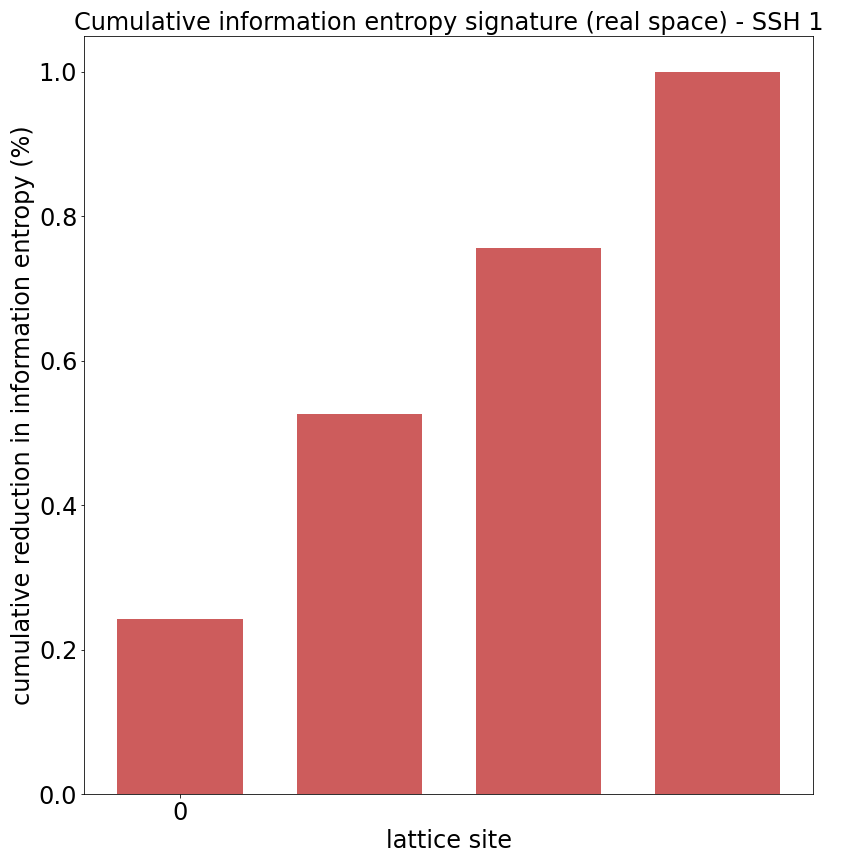 Cumulative information entropy signature (real space) - SSH 1
cumulative reduction in information entropy (%)
1.0
0.8
0.6
0.4
0.2
0.0
0
lattice site